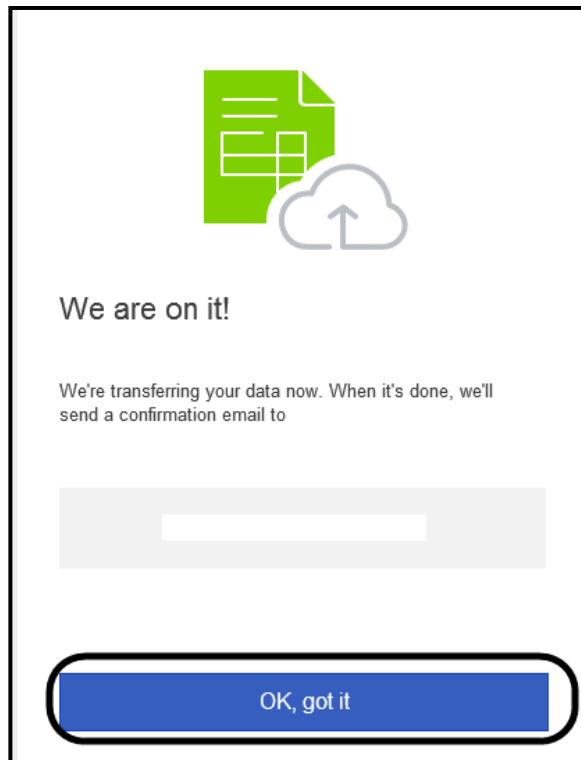 We are on it!
We're transferring your data now. When it's done, we'll
send a confirmation email to
OK, got it